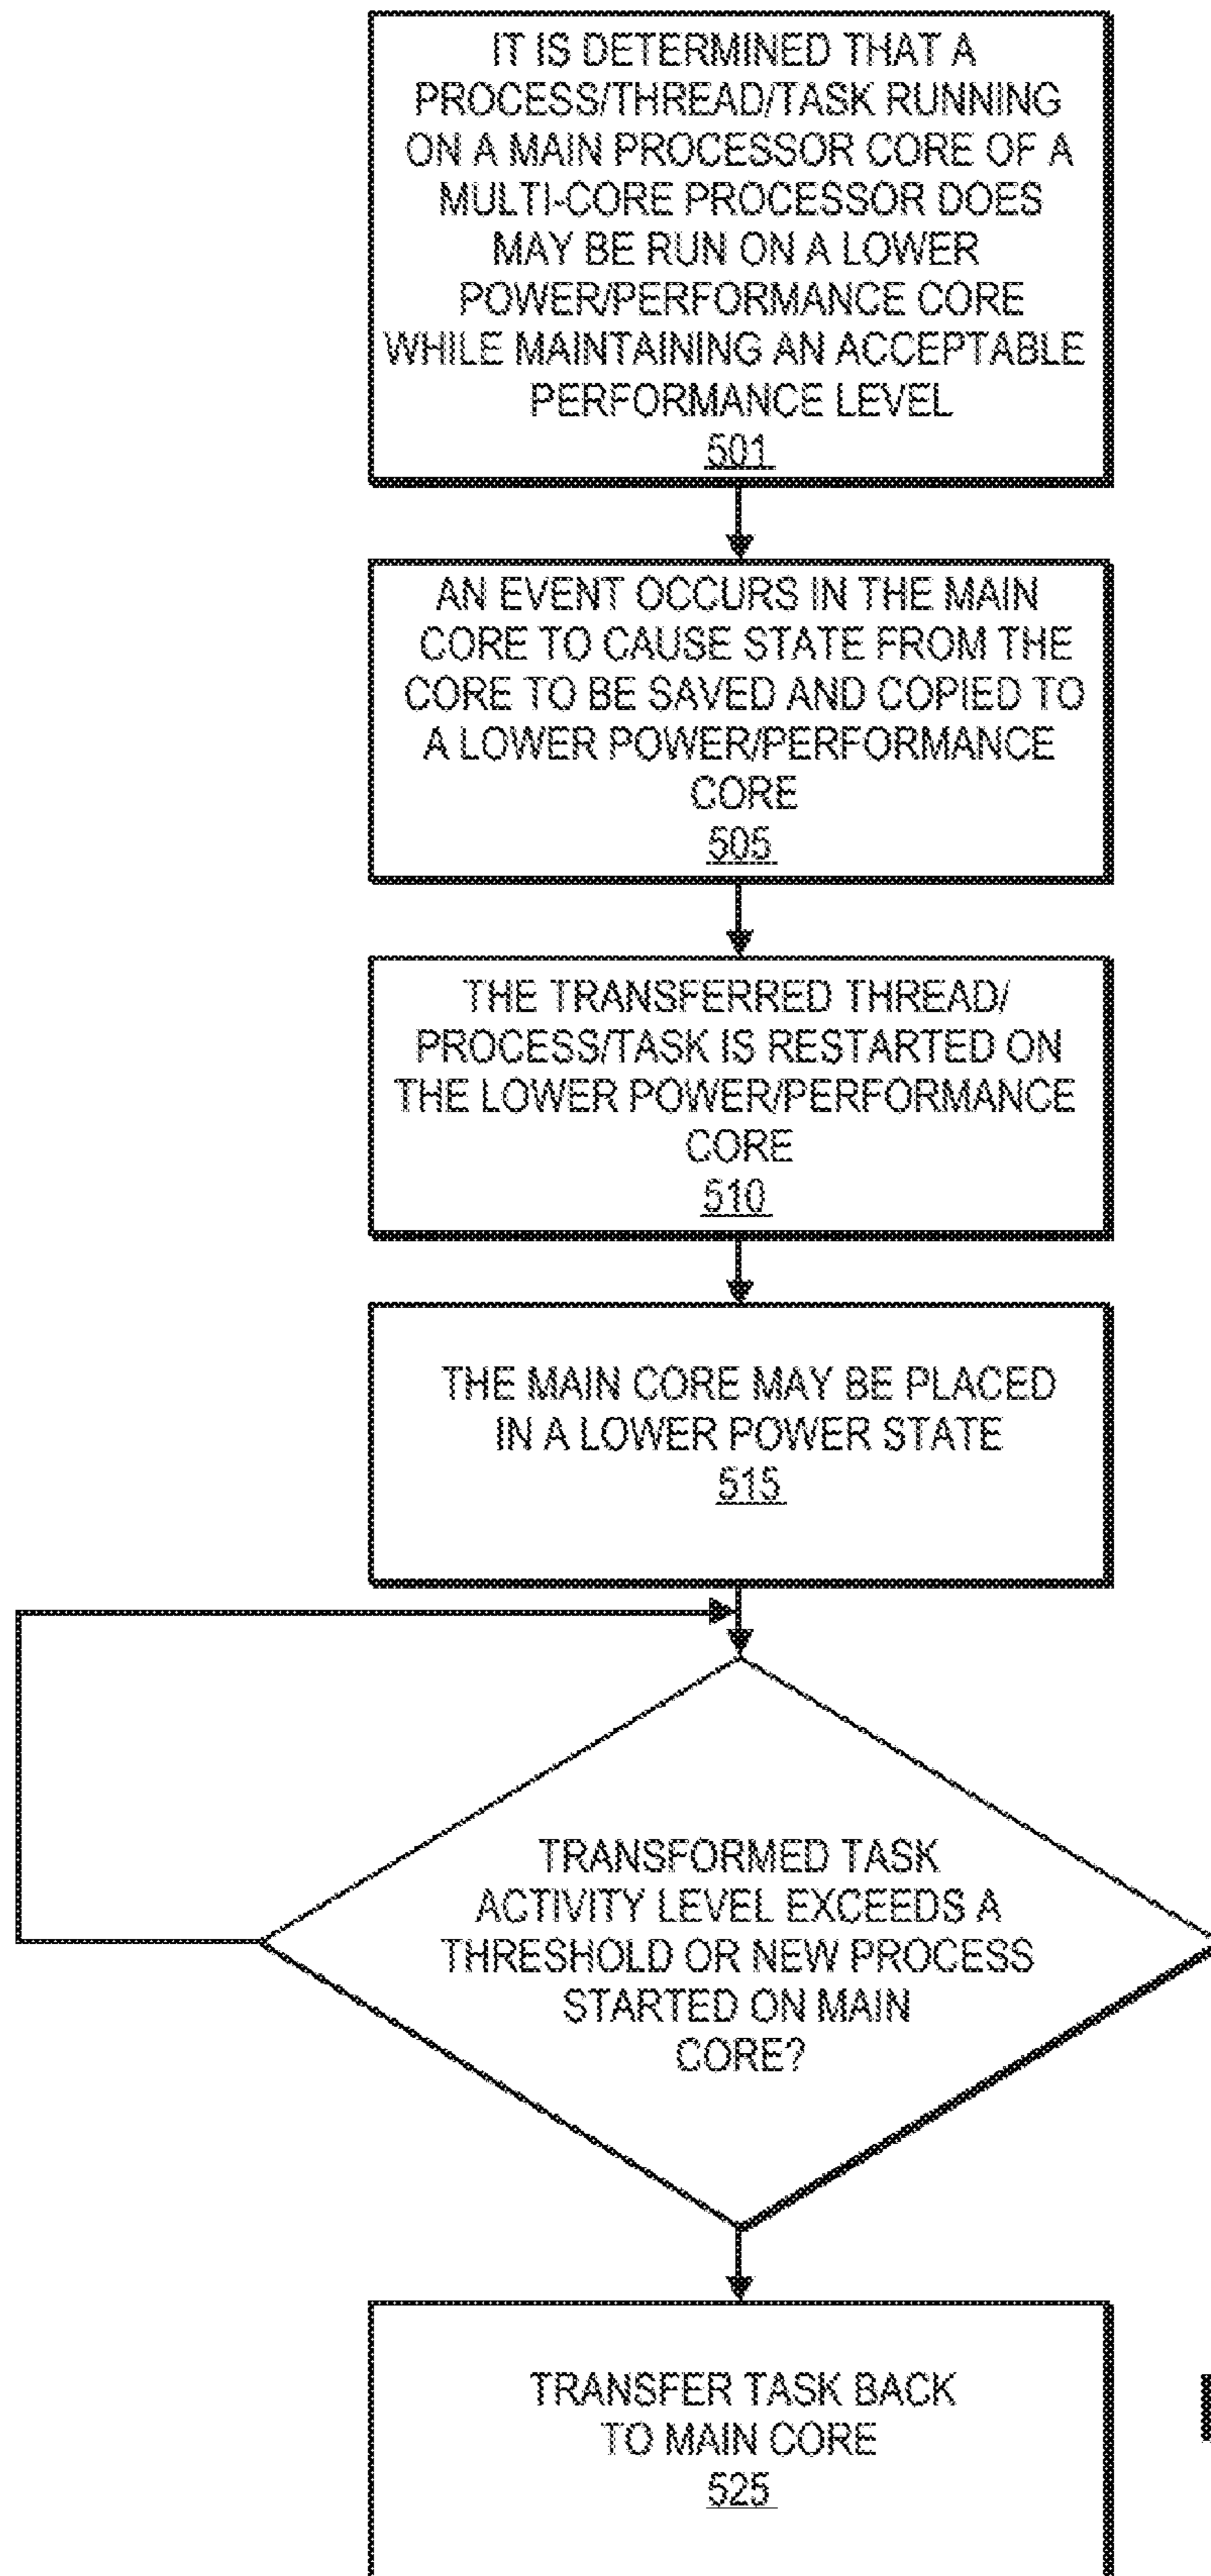 IT IS DETERMINED THAT A
PROCESS/THREAD/TASK RUNNING
ON A MAIN PROCESSOR CORE OF A
MULTI-CORE PROCESSOR DOES
MAY BE RUN ON A LOWER
POWER/PERFORMANCE CORE
WHILE MAINTAINING AN ACCEPTABLE
PERFORMANCE LEVEL
501
AN EVENT OCCURS IN THE MAIN
CORE TO CAUSE STATE FROM THE
CORE TO BE SAVED AND COPIED TO
A LOWER POWER/PERFORMANCE
CORE
505
THE TRANSFERRED THREAD/
PROCESS/TASK IS RESTARTED ON
THE LOWER POWER/PERFORMANCE
CORE
510
THE MAIN CORE MAY BE PLACED
IN A LOWER POWER STATE
515
TRANSFORMED TASK
ACTIVITY LEVEL EXCEEDS A
THRESHOLD OR NEW PROCESS
STARTED ON MAIN
CORE?
TRANSFER TASK BACK
TO MAIN CORE
525